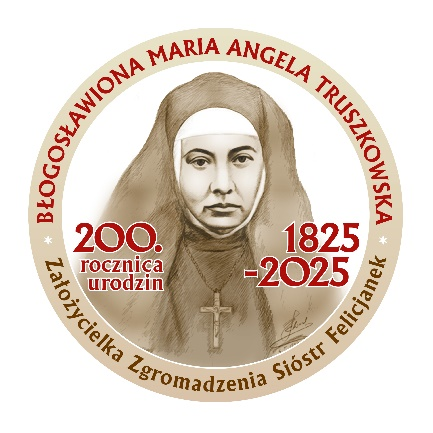 BŁOGOSŁAWIONA MARIA ANGELA TRUSZKOWSKA
200.
rocznica
urodzin
1825
-2025
Założycielka Zgromadzenia Sióstr Felicjanek